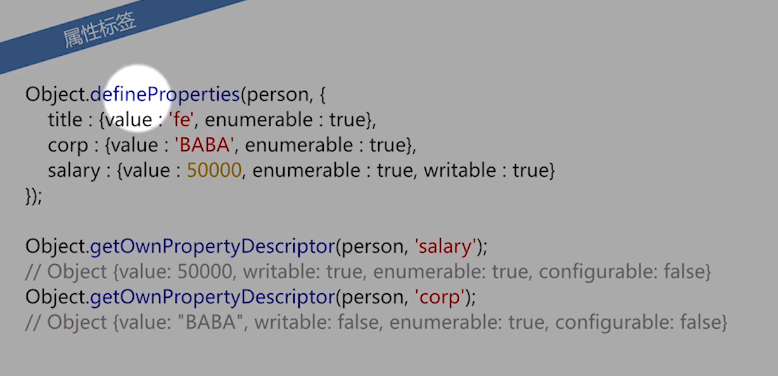 属性标签
Object.defineProperties(person, {
title : {value : 'fe', enumerable : true},
corp : {value : 'BABA', enumerable : true},
salary : {value : 50000, enumerable : true, writable : true}
});
Object.getOwnPropertyDescriptor(person, 'salary');
// Object {value: 50000, writable: true, enumerable: true, configurable: false}
Object.getOwnPropertyDescriptor(person, 'corp');
// Object {value: "BABA", writable: false, enumerable: true, configurable: false}